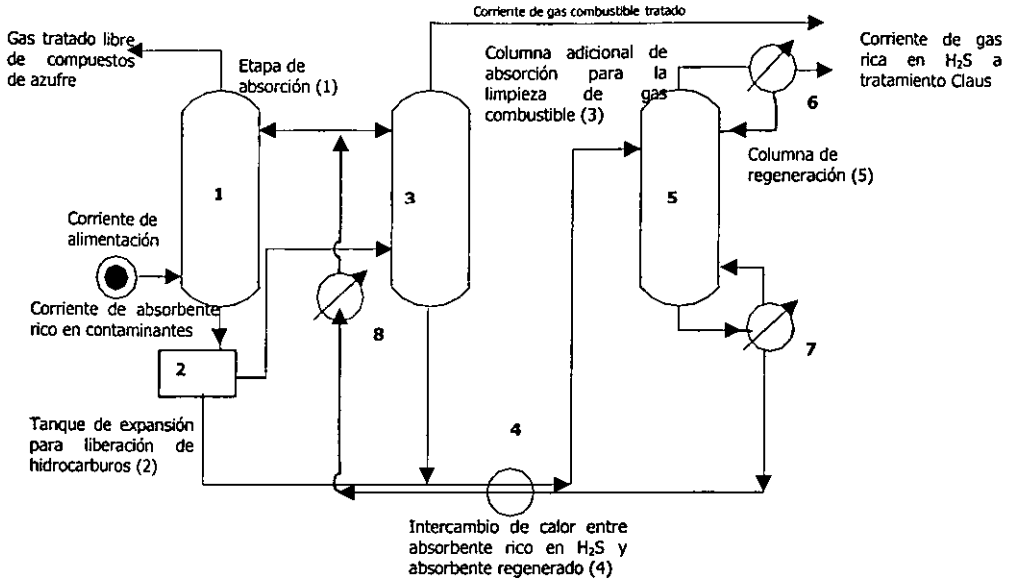 Corriente de gas combustible tratado
Gas tratado libre
de compuestos
de azufre
Etapa de
absorción (1)
Columna adicional de
absorción para la
limpieza de gas
combustible (3)
Corriente de gas
rica en H₂S a
tratamiento Claus
6
Columna de
regeneración (5)
1
3
5
Corriente de
alimentación
Corriente de absorbente
rico en contaminantes
8
7
2
Tanque de expansión
para liberación de
hidrocarburos (2)
4
Intercambio de calor entre
absorbente rico en H₂S y
absorbente regenerado (4)